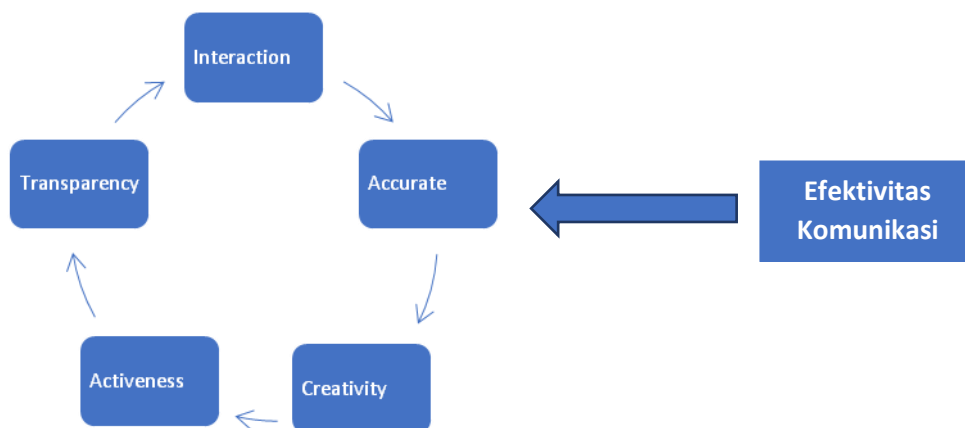 Interaction
Transparency
Accurate
Efektivitas
Komunikasi
Activeness
Creativity